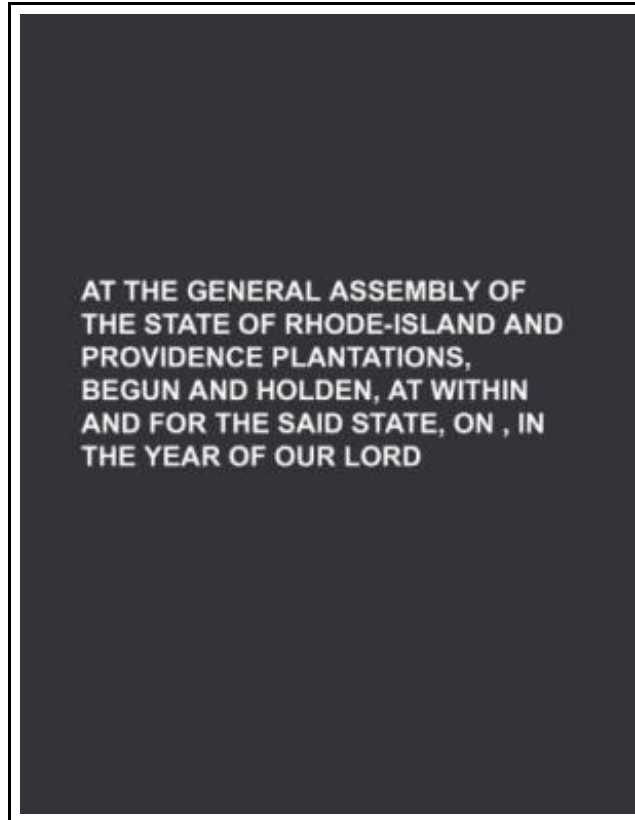 AT THE GENERAL ASSEMBLY OF
THE STATE OF RHODE-ISLAND AND
PROVIDENCE PLANTATIONS,
BEGUN AND HOLDEN, AT WITHIN
AND FOR THE SAID STATE, ON , IN
THE YEAR OF OUR LORD